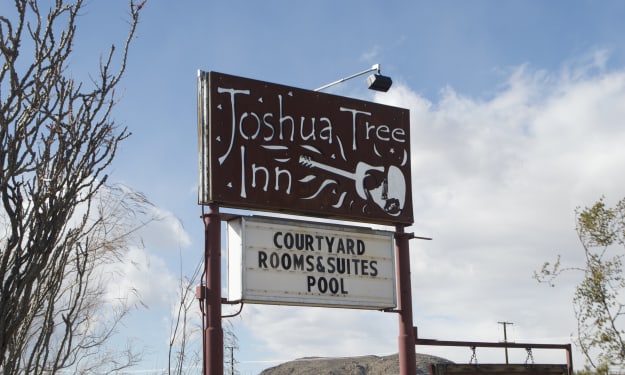 Joshua Tree
Inn
COURTYARD
ROOMS&SUITES
POOL